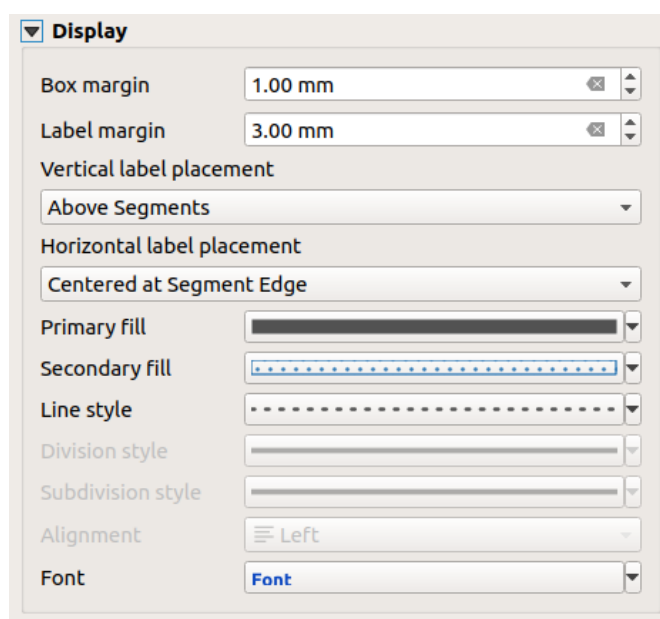 Display
Box margin 1.00 mm
Label margin 3.00 mm
Vertical label placement
Above Segments
Horizontal label placement
Centered at Segment Edge
Primary fill
Secondary fill
Line style
Division style
Subdivision style
Alignment Left
Font Font